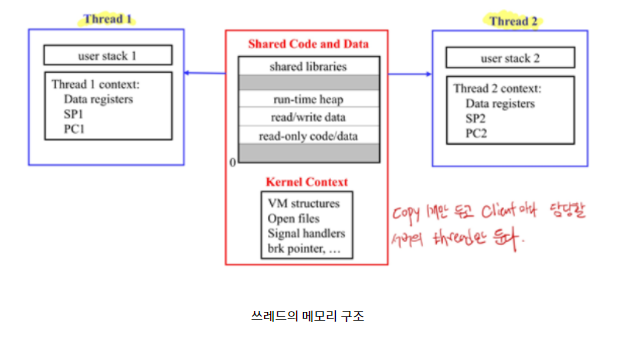 Thread 1
user stack 1
Thread 1 context:
Data registers
SP1
PC1
Shared Code and Data
shared libraries
run-time heap
read/write data
read-only code/data
0
Kernel Context
VM structures
Open files
Signal handlers
brk pointer, …
Thread 2
user stack 2
Thread 2 context:
Data registers
SP2
PC2
Copy 1개만 두고 Client마다 담당할
서버의 thread만 둔다.
쓰레드의 메모리 구조